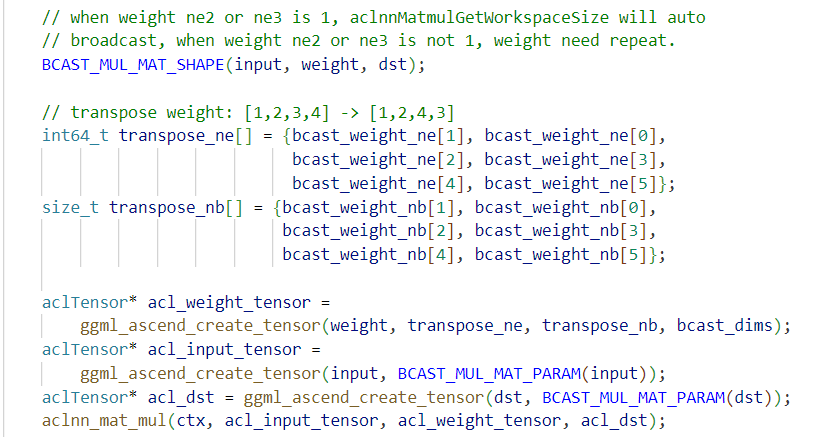 // when weight ne2 or ne3 is 1, aclnnMatmulGetWorkspaceSize will auto
// broadcast, when weight ne2 or ne3 is not 1, weight need repeat.
BCAST_MUL_MAT_SHAPE(input, weight, dst);
// transpose weight: [1,2,3,4] -> [1,2,4,3]
int64_t transpose_ne[] = {bcast_weight_ne[1], bcast_weight_ne[0],
bcast_weight_ne[2], bcast_weight_ne[3],
bcast_weight_ne[4], bcast_weight_ne[5]};
size_t transpose_nb[] = {bcast_weight_nb[1], bcast_weight_nb[0],
bcast_weight_nb[2], bcast_weight_nb[3],
bcast_weight_nb[4], bcast_weight_nb[5]};
aclTensor* acl_weight_tensor =
ggml_ascend_create_tensor(weight, transpose_ne, transpose_nb, bcast_dims);
aclTensor* acl_input_tensor =
ggml_ascend_create_tensor(input, BCAST_MUL_MAT_PARAM(input));
aclTensor* acl_dst = ggml_ascend_create_tensor(dst, BCAST_MUL_MAT_PARAM(dst));
aclnn_mat_mul(ctx, acl_input_tensor, acl_weight_tensor, acl_dst);